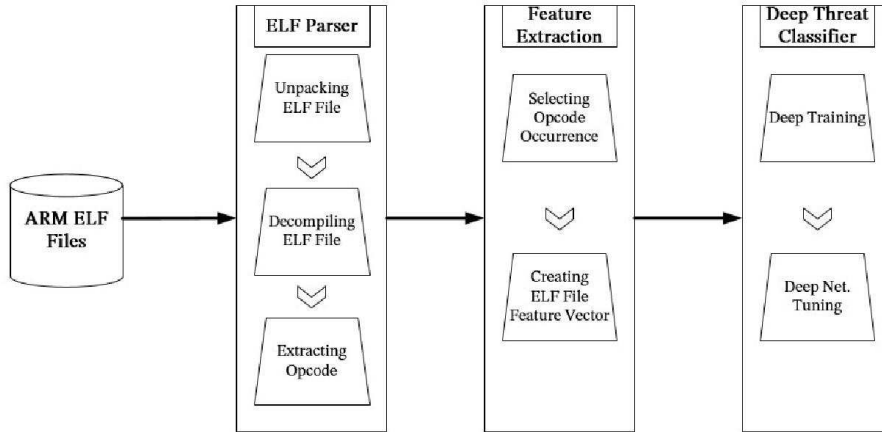 ARM ELF
Files
ELF Parser
Unpacking
ELF File
Decompiling
ELF File
Extracting
Opcode
Feature
Extraction
Selecting
Opcode
Occurrence
Creating
ELF File
Feature Vector
Deep Threat
Classifier
Deep Training
Deep Net.
Tuning